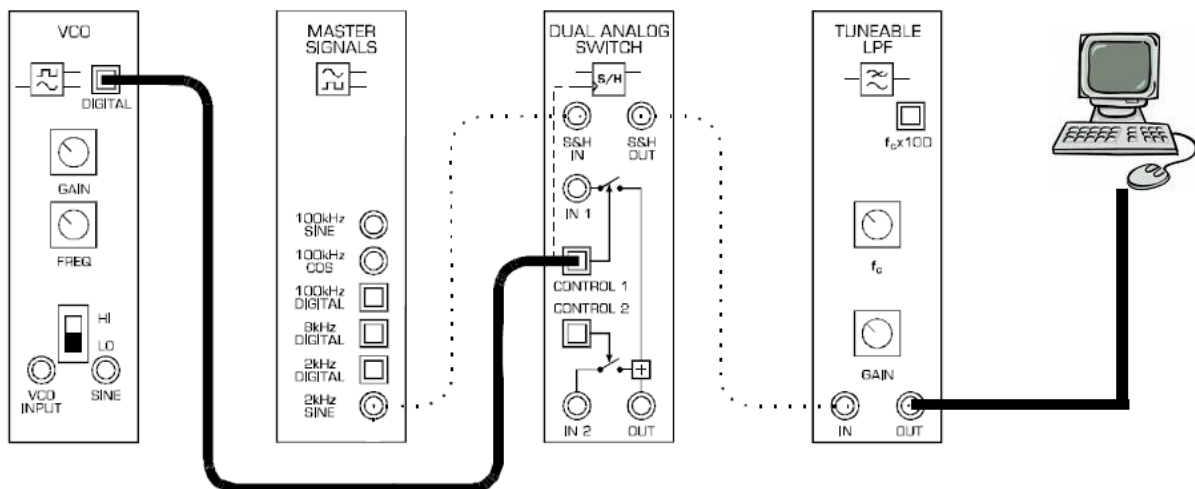 VCO
DIGITAL
GAIN
FREQ
HI
LO
VCO
INPUT
SINE
MASTER
SIGNALS
100kHz
SINE
100kHz
COS
100kHz
DIGITAL
8kHz
DIGITAL
2kHz
DIGITAL
2kHz
SINE
DUAL ANALOG
SWITCH
S/H
S&H
IN
S&H
OUT
IN 1
CONTROL 1
CONTROL 2
+
IN 2
OUT
TUNEABLE
LPF
fcx100
fc
GAIN
IN
OUT